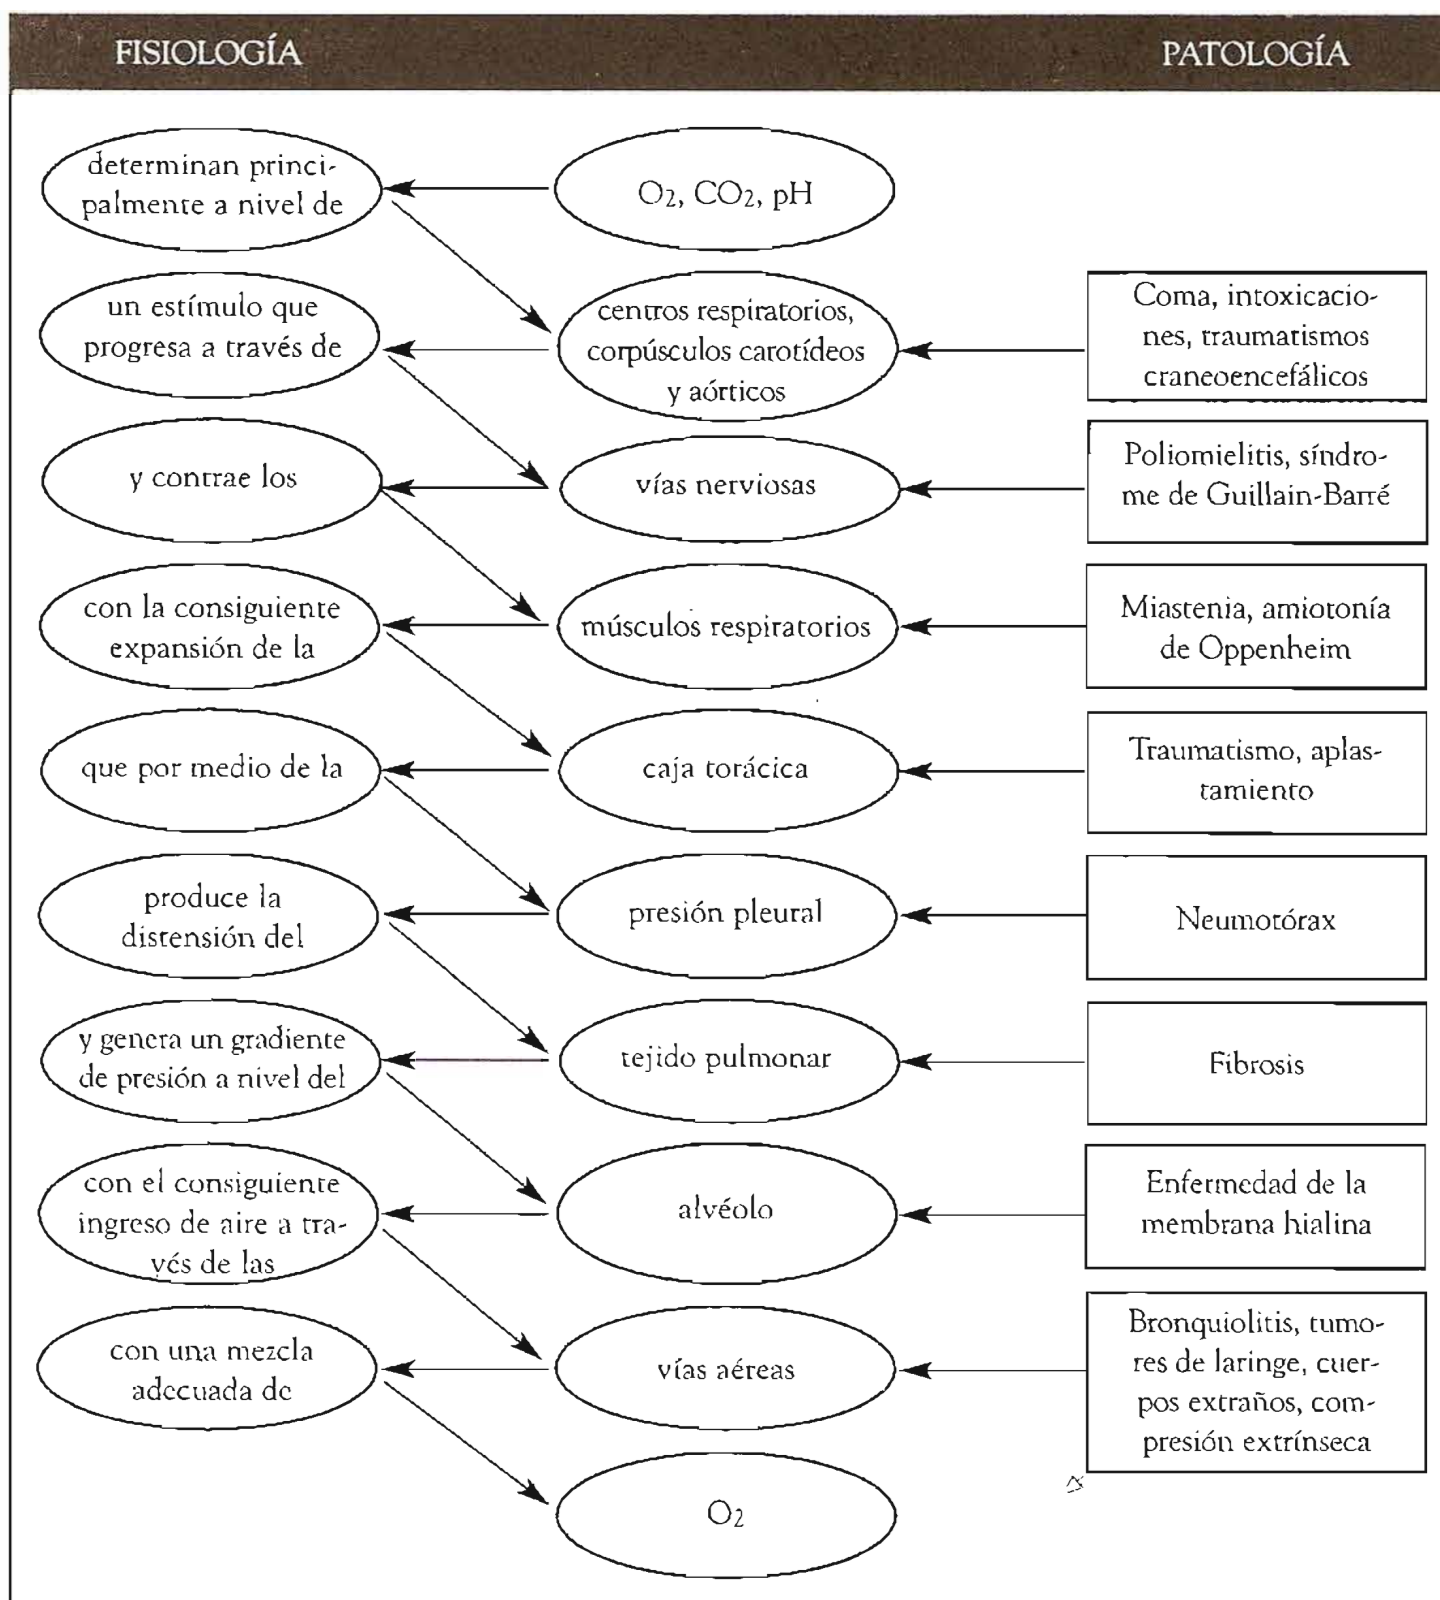 FISIOLOGÍA
PATOLOGÍA
determinan princi-
palmente a nivel de
O2, CO2, pH
un estímulo que
progresa a través de
centros respiratorios,
corpúsculos carotídeos
y aórticos
Coma, intoxicacio-
nes, traumatismos
craneoencefálicos
y contrae los
vías nerviosas
Poliomielitis, síndro-
me de Guillain-Barré
con la consiguiente
expansión de la
músculos respiratorios
Miastenia, amiotonía
de Oppenheim
que por medio de la
caja torácica
Traumatismo, aplas-
tamiento
produce la
distensión del
presión pleural
Neumotórax
y genera un gradiente
de presión a nivel del
tejido pulmonar
Fibrosis
con el consiguiente
ingreso de aire a tra-
vés de las
alvéolo
Enfermedad de la
membrana hialina
con una mezcla
adecuada de
vías aéreas
Bronquiolitis, tumo-
res de laringe, cuer-
pos extraños, com-
presión extrínseca
O2